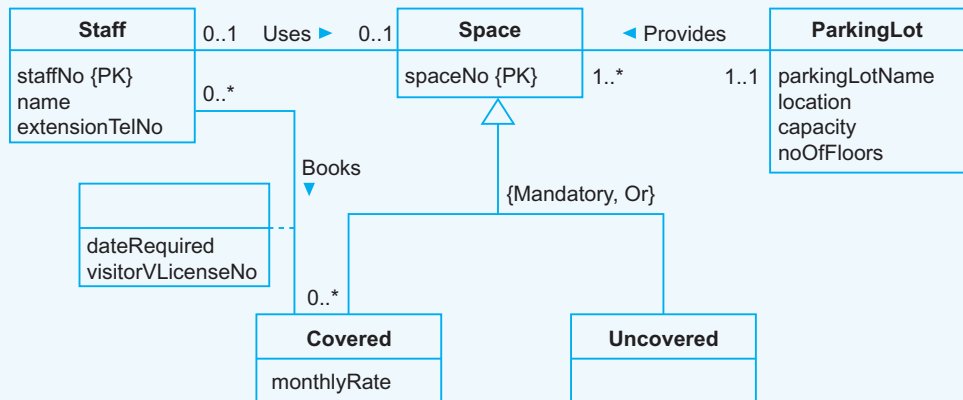 Staff
staffNo {PK}
name
extensionTelNo
0..1
Uses
0..1
Space
spaceNo {PK}
Provides
1..*
1..1
ParkingLot
parkingLotName
location
capacity
noOfFloors
0..*
Books
dateRequired
visitorVLicenseNo
{Mandatory, Or}
0..*
Covered
monthlyRate
Uncovered